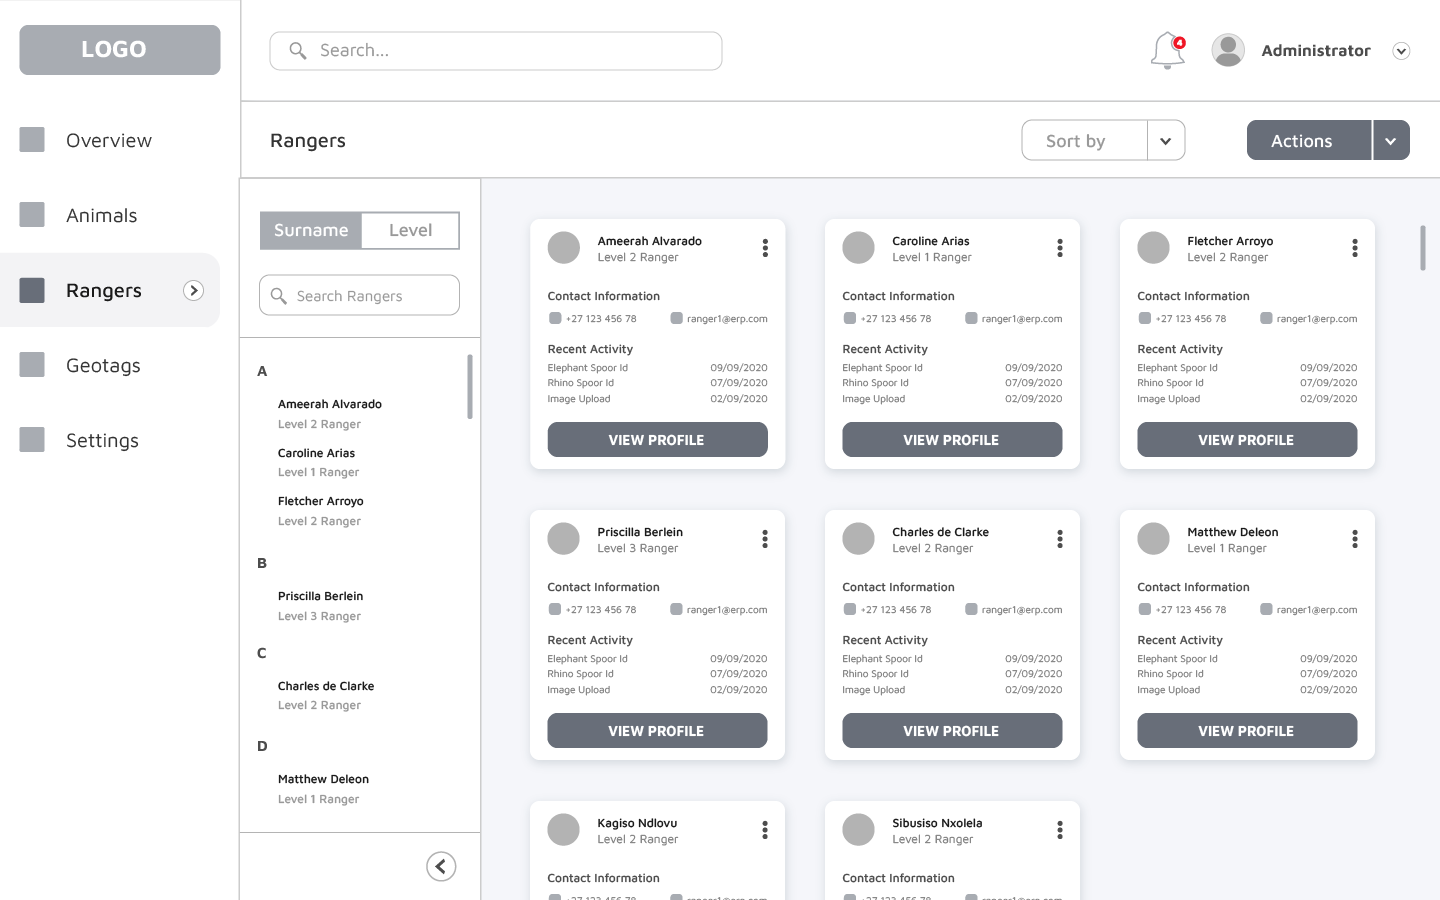 LOGO
Search...
4
Administrator
Overview
Animals
Rangers
Geotags
Settings
Rangers
Sort by
Actions
Surname
Level
Search Rangers
A
Ameerah Alvarado
Level 2 Ranger
Caroline Arias
Level 1 Ranger
Fletcher Arroyo
Level 2 Ranger
B
Priscilla Berlein
Level 3 Ranger
C
Charles de Clarke
Level 2 Ranger
D
Matthew Deleon
Level 1 Ranger
Ameerah Alvarado
Level 2 Ranger
Contact Information
+27 123 456 78 ranger1@erp.com
Recent Activity
Elephant Spoor Id 09/09/2020
Rhino Spoor Id 07/09/2020
Image Upload 02/09/2020
VIEW PROFILE
Caroline Arias
Level 1 Ranger
Contact Information
+27 123 456 78 ranger1@erp.com
Recent Activity
Elephant Spoor Id 09/09/2020
Rhino Spoor Id 07/09/2020
Image Upload 02/09/2020
VIEW PROFILE
Fletcher Arroyo
Level 2 Ranger
Contact Information
+27 123 456 78 ranger1@erp.com
Recent Activity
Elephant Spoor Id 09/09/2020
Rhino Spoor Id 07/09/2020
Image Upload 02/09/2020
VIEW PROFILE
Priscilla Berlein
Level 3 Ranger
Contact Information
+27 123 456 78 ranger1@erp.com
Recent Activity
Elephant Spoor Id 09/09/2020
Rhino Spoor Id 07/09/2020
Image Upload 02/09/2020
VIEW PROFILE
Charles de Clarke
Level 2 Ranger
Contact Information
+27 123 456 78 ranger1@erp.com
Recent Activity
Elephant Spoor Id 09/09/2020
Rhino Spoor Id 07/09/2020
Image Upload 02/09/2020
VIEW PROFILE
Matthew Deleon
Level 1 Ranger
Contact Information
+27 123 456 78 ranger1@erp.com
Recent Activity
Elephant Spoor Id 09/09/2020
Rhino Spoor Id 07/09/2020
Image Upload 02/09/2020
VIEW PROFILE
Kagiso Ndlovu
Level 2 Ranger
Contact Information
Sibusiso Nxolela
Level 2 Ranger
Contact Information